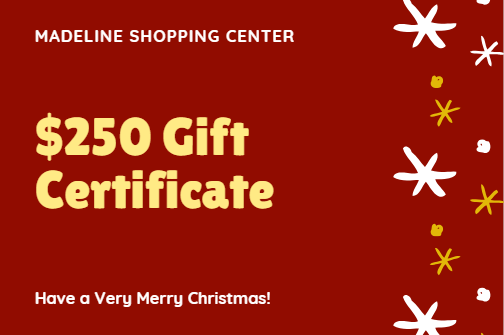 MADELINE SHOPPING CENTER
$250 Gift
Certificate
Have a Very Merry Christmas!